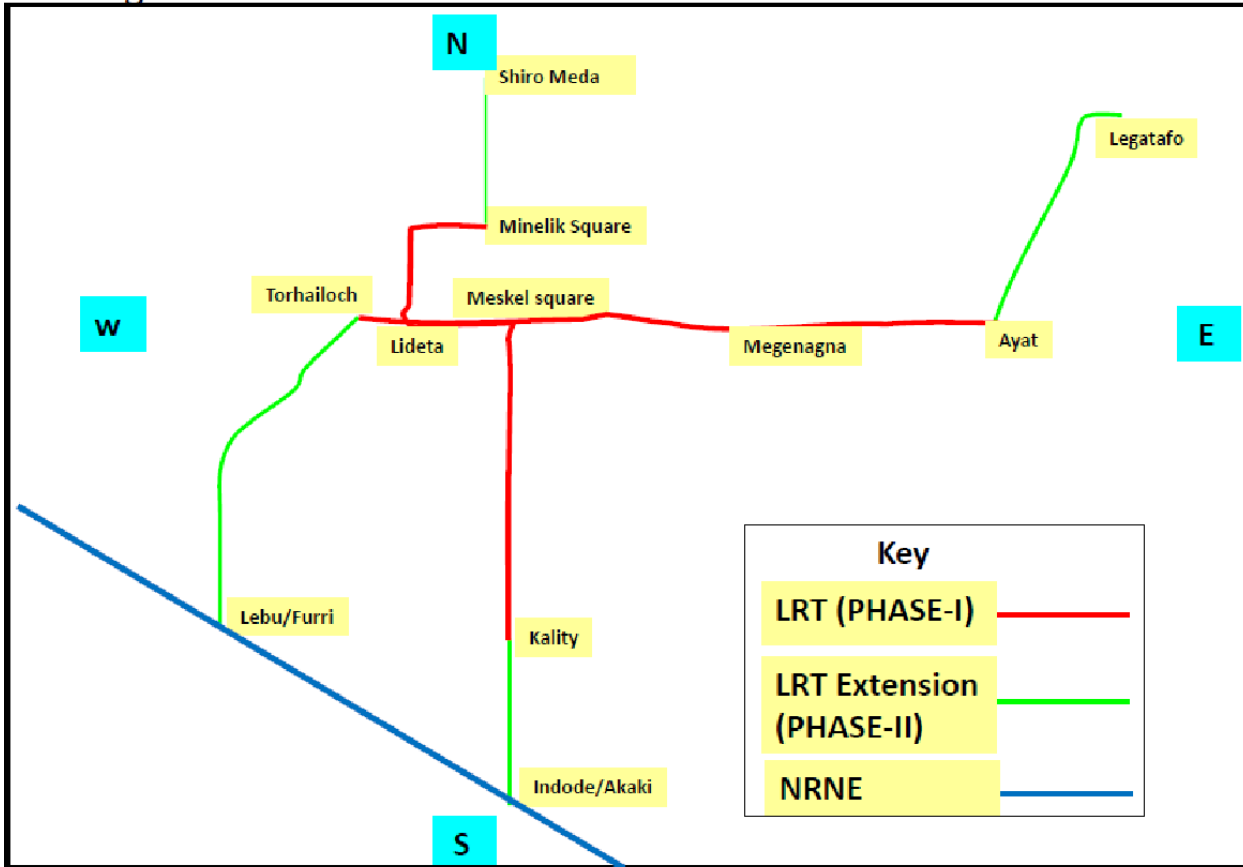 N
Shiro Meda
Legatafo
Minelik Square
Torhailoch
Meskel square
W
E
Lideta
Megenagna
Ayat
Key
LRT (PHASE-I)
Lebu/Furri
Kality
LRT Extension
(PHASE-II)
Indode/Akaki
NRNE
S